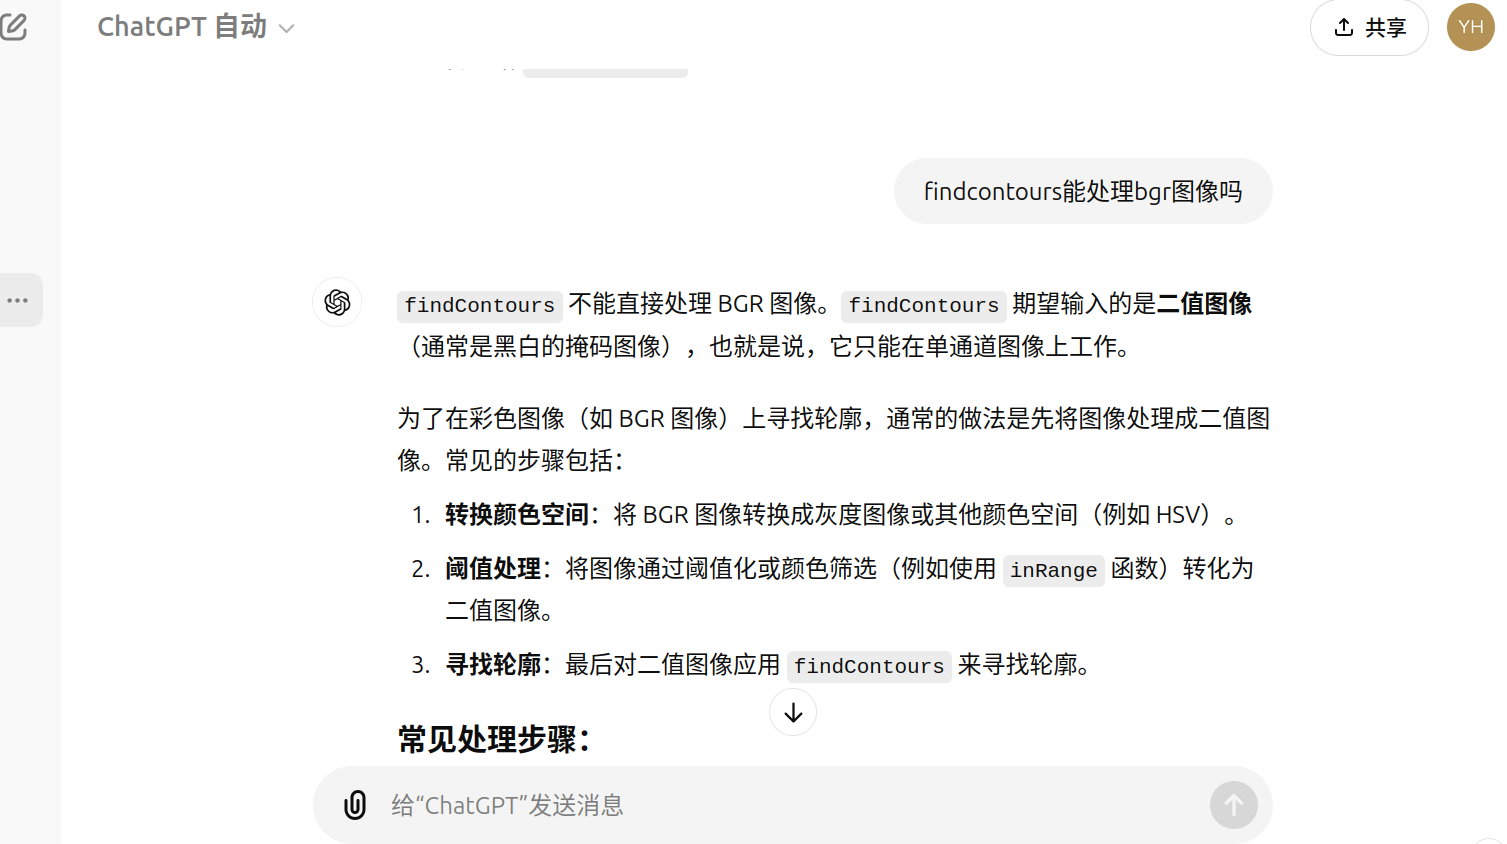 ChatGPT 自动
共享
YH
findcontours能处理bgr图像吗
findContours 不能直接处理 BGR 图像。findContours 期望输入的是二值图像
（通常是黑白的掩码图像），也就是说，它只能在单通道图像上工作。
为了在彩色图像（如 BGR 图像）上寻找轮廓，通常的做法是先将图像处理成二值图
像。常见的步骤包括：
1. 转换颜色空间：将 BGR 图像转换成灰度图像或其他颜色空间（例如 HSV）。
2. 阈值处理：将图像通过阈值化或颜色筛选（例如使用 inRange 函数）转化为
二值图像。
3. 寻找轮廓：最后对二值图像应用 findContours 来寻找轮廓。
常见处理步骤：
给“ChatGPT”发送消息